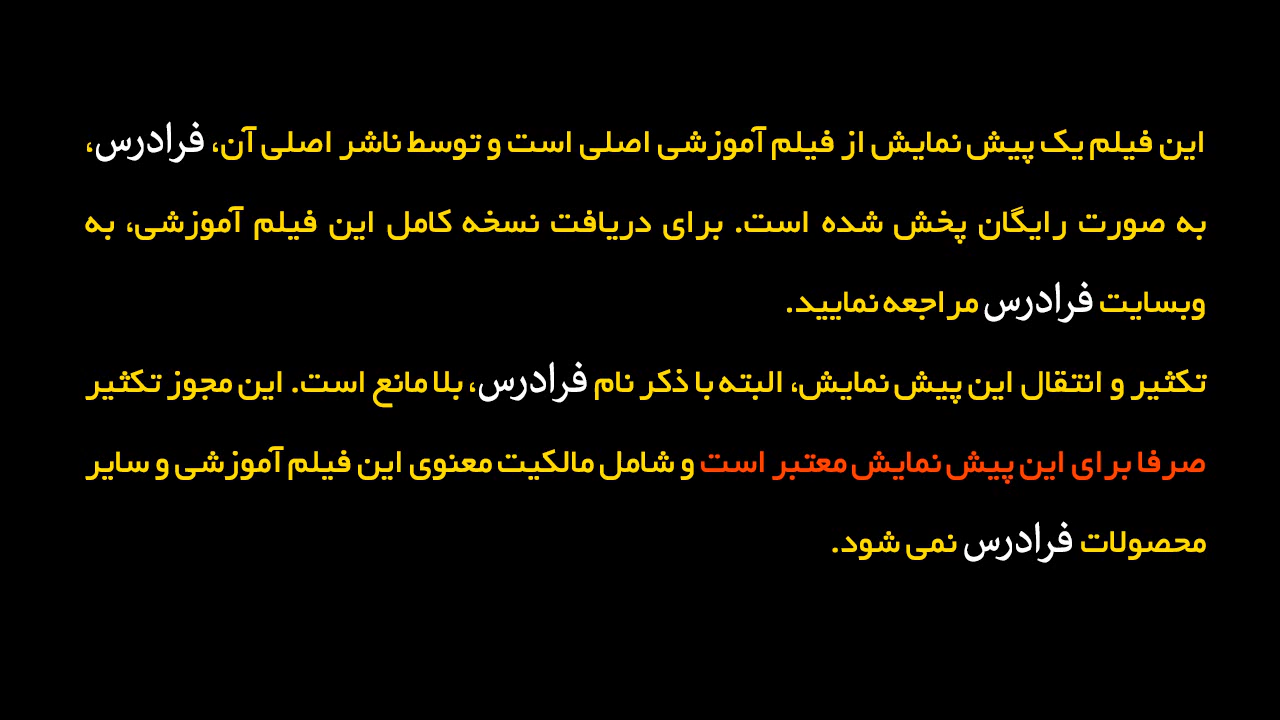 این فیلم یک پیش نمایش از فیلم آموزشی اصلی است و توسط ناشر اصلی آن، فرادرس،
به صورت رایگان پخش شده است. برای دریافت نسخه کامل این فیلم آموزشی، به
وبسایت فرادرس مراجعه نمایید.
تکثیر و انتقال این پیش نمایش، البته با ذکر نام فرادرس، بلا مانع است. این مجوز تکثیر
صرفا برای این پیش نمایش معتبر است و شامل مالکیت معنوی این فیلم آموزشی و سایر
محصولات فرادرس نمی شود.